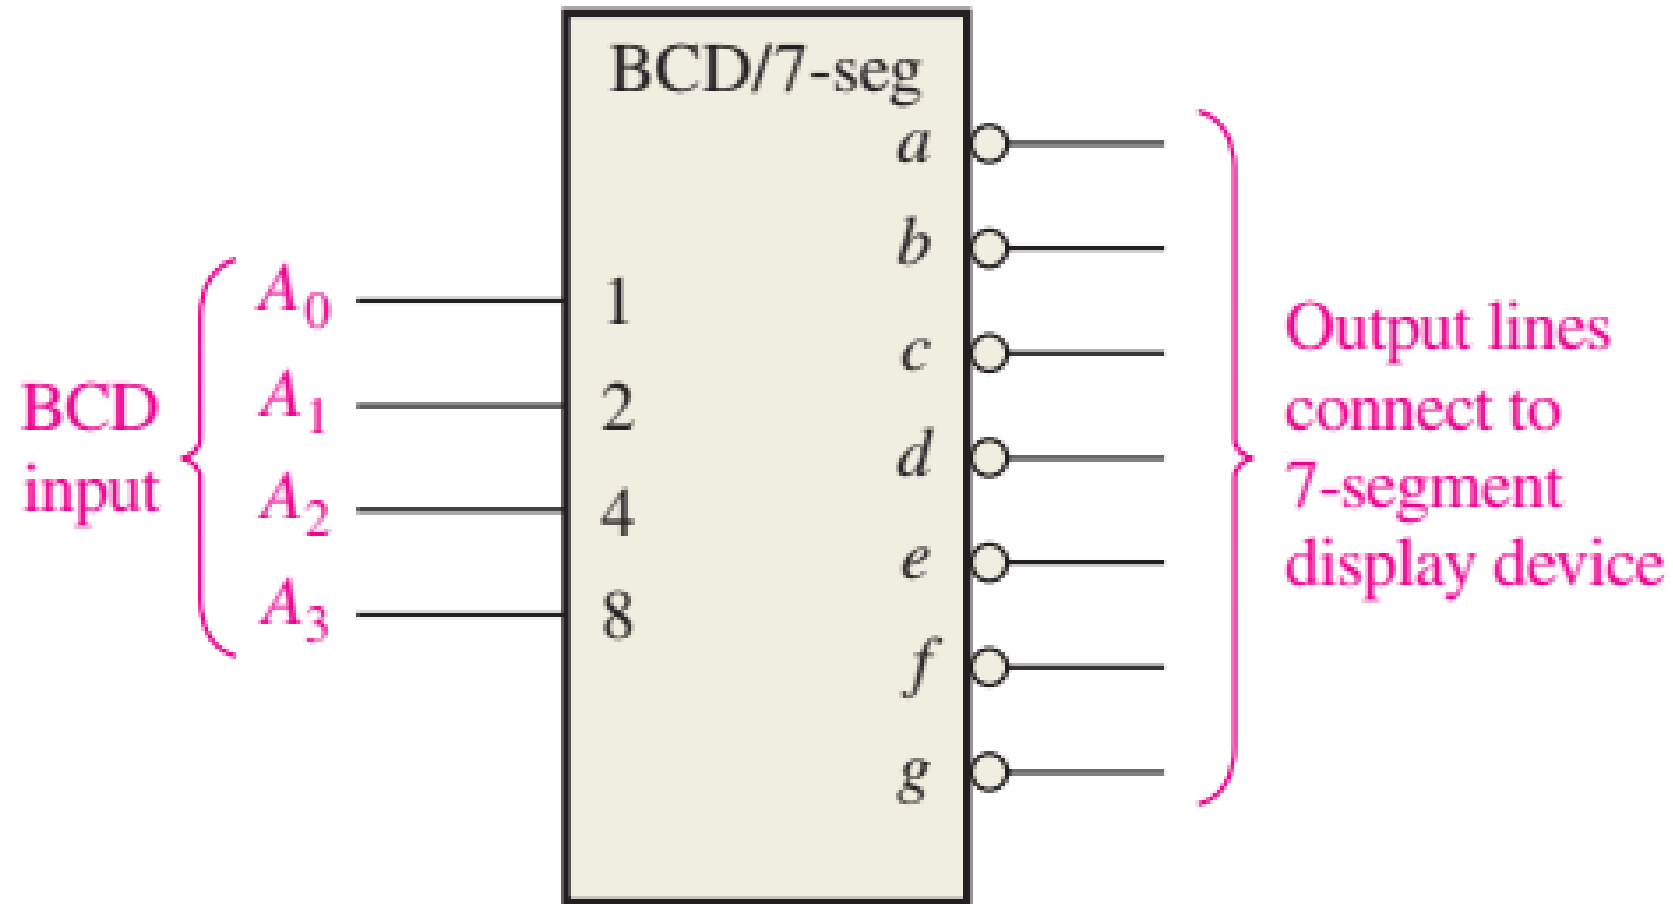 BCD/7-seg
BCD
input
A₀
A₁
A₂
A₃
1
2
4
8
a
b
c
d
e
f
g
Output lines
connect to
7-segment
display device